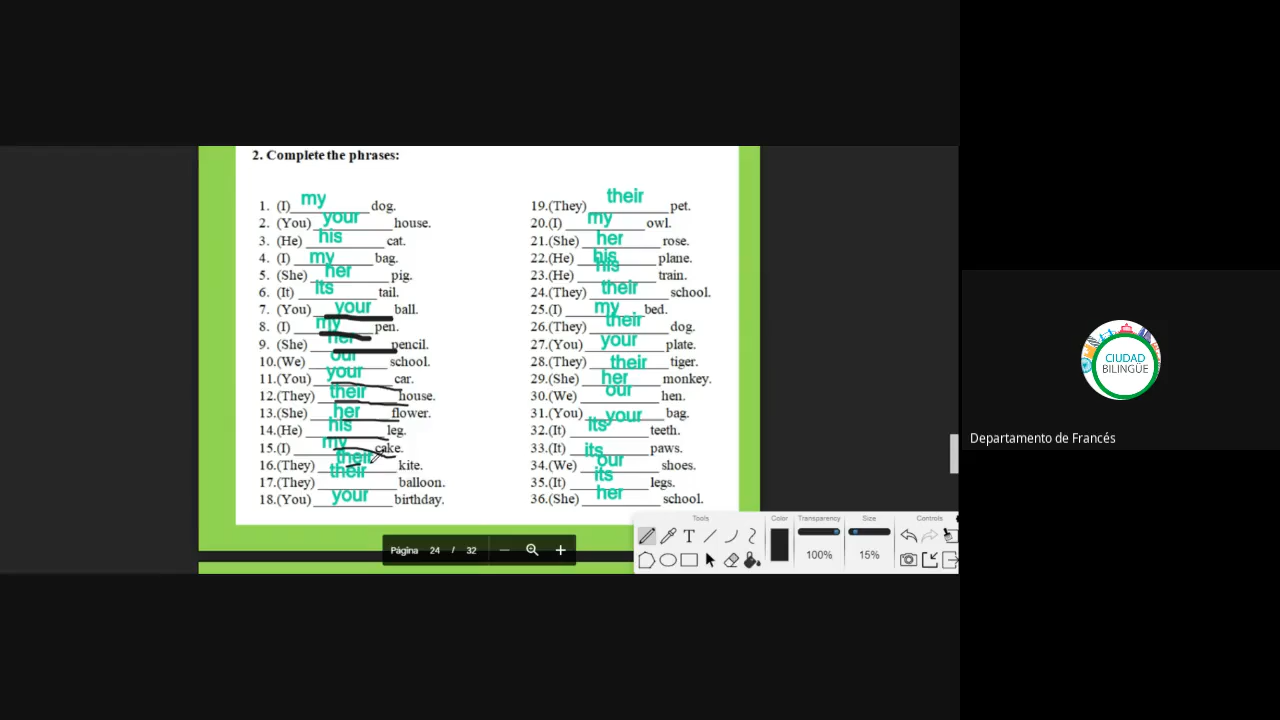 2. Complete the phrases:
1. (I) my dog.
2. (You) your house.
3. (He) his cat.
4. (I) my bag.
5. (She) her pig.
6. (It) its tail.
7. (You) your ball.
8. (I) my pen.
9. (She) her pencil.
10.(We) our school.
11.(You) your car.
12.(They) their house.
13.(She) her flower.
14.(He) his leg.
15.(I) my cake.
16.(They) their kite.
17.(They) their balloon.
18.(You) your birthday.
19.(They) their pet.
20.(I) my owl.
21.(She) her rose.
22.(He) his plane.
23.(He) his train.
24.(They) their school.
25.(I) my bed.
26.(They) their dog.
27.(You) your plate.
28.(They) their tiger.
29.(She) her monkey.
30.(We) our hen.
31.(You) your bag.
32.(It) Its teeth.
33.(It) its paws.
34.(We) our shoes.
35.(It) its legs.
36.(She) her school.
Página 24 / 32
Tools Color Transparency Size Controls
T
100% 15%
CIUDAD
BILINGÜE
Departamento de Francés